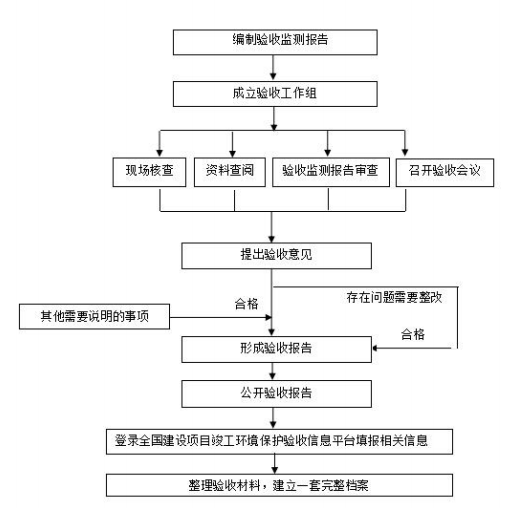 编制验收监测报告
成立验收工作组
现场核查
资料查阅
验收监测报告审查
召开验收会议
提出验收意见
存在问题需要整改
合格
其他需要说明的事项
合格
形成验收报告
公开验收报告
登录全国建设项目竣工环境保护验收信息平台填报相关信息
整理验收材料，建立一套完整档案